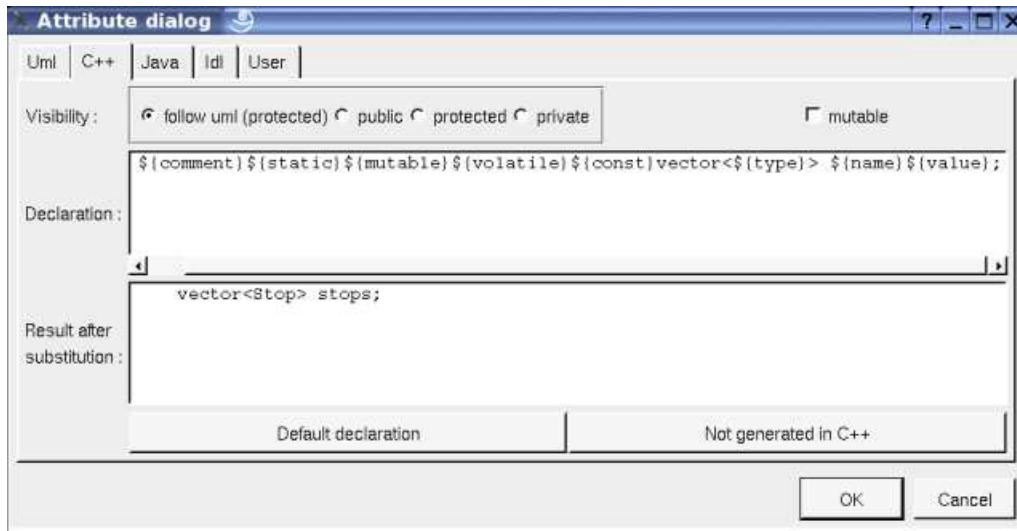 Attribute dialog
Uml C++ Java Idl User
Visibility : follow uml (protected) public protected private mutable
${comment}${static}${mutable}${volatile}${const}vector<${type}> ${name}${value};
Declaration :
vector<Stop> stops;
Result after
substitution :
Default declaration Not generated in C++
OK Cancel